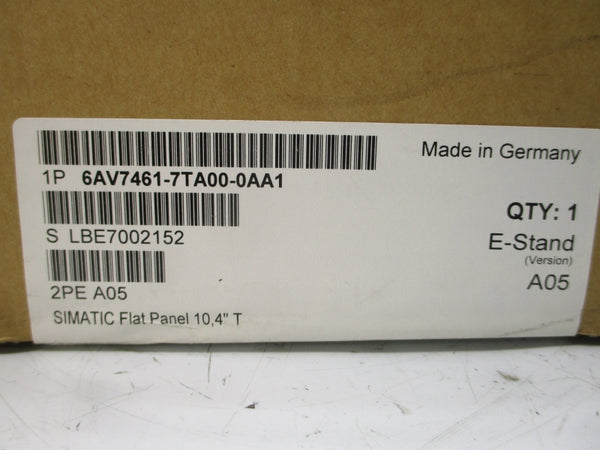 Made in Germany
1P 6AV7461-7TA00-0AA1
QTY: 1
S LBE7002152
E-Stand
(Version)
2PE A05
A05
SIMATIC Flat Panel 10,4" T